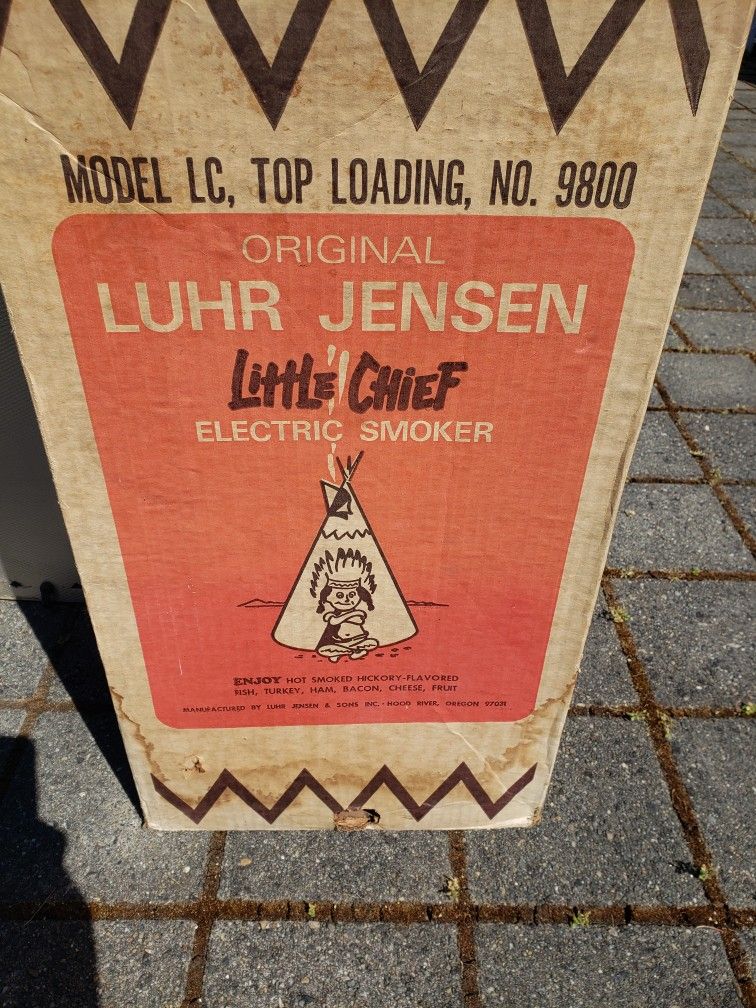 MODEL LC, TOP LOADING, NO. 9800
ORIGINAL
LUHR JENSEN
LiTTLE CHiEF
ELECTRIC SMOKER
ENJOY HOT SMOKED HICKORY-FLAVORED
FISH, TURKEY, HAM, BACON, CHEESE, FRUIT
MANUFACTURED BY LUHR JENSEN & SONS INC. - HOOD RIVER, OREGON 97031